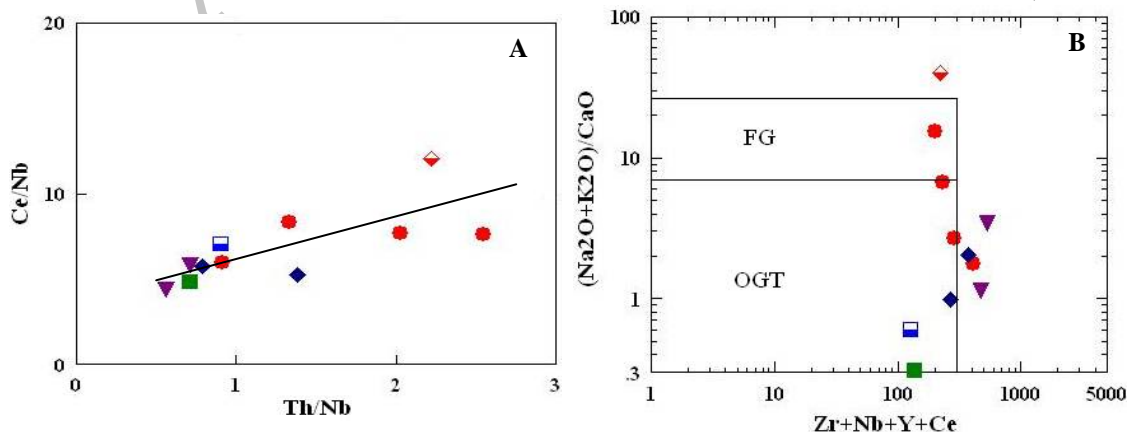 20
A
Ce/Nb
10
0
0 1 2 3
Th/Nb
100
B
(Na2O+K2O)/CaO
FG
10
OGT
1
.3
1 10 100 1000 5000
Zr+Nb+Y+Ce